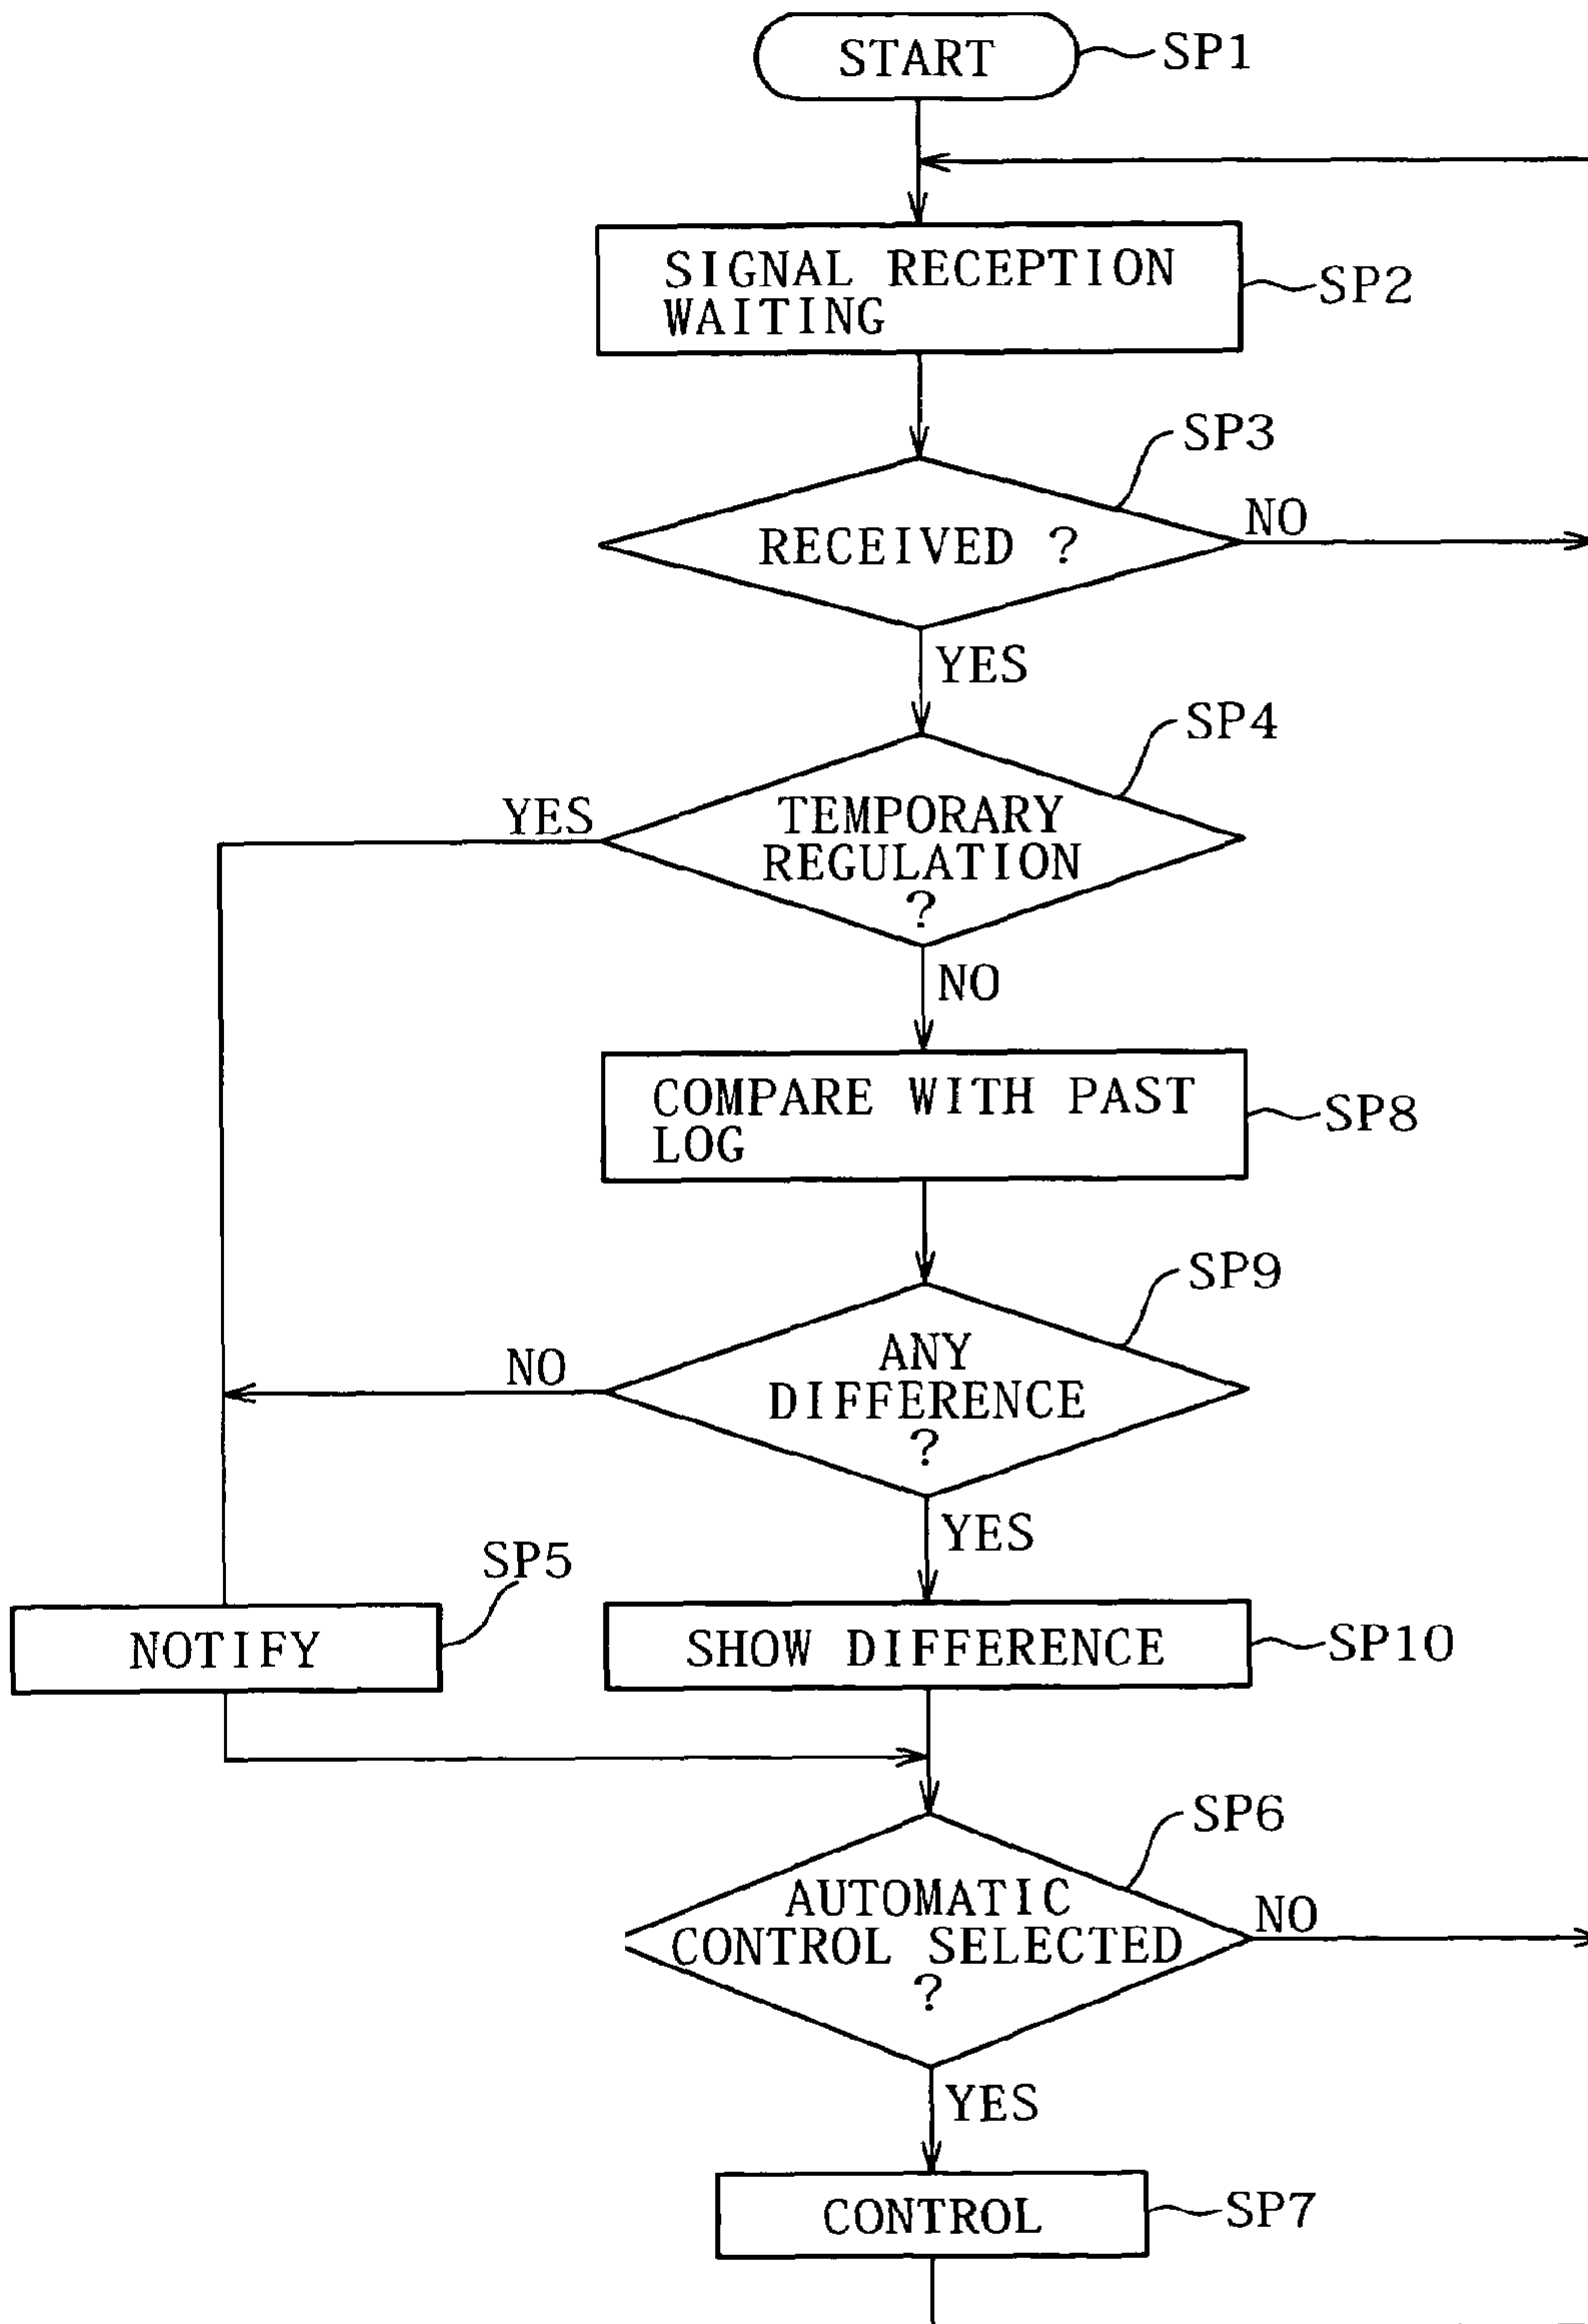 START
SP1
SIGNAL RECEPTION
WAITING
SP2
SP3
RECEIVED ?
NO
YES
SP4
YES
TEMPORARY
REGULATION
?
NO
COMPARE WITH PAST
LOG
SP8
SP9
NO
ANY
DIFFERENCE
?
YES
SP5
NOTIFY
SHOW DIFFERENCE
SP10
SP6
AUTOMATIC
CONTROL SELECTED
?
NO
YES
CONTROL
SP7